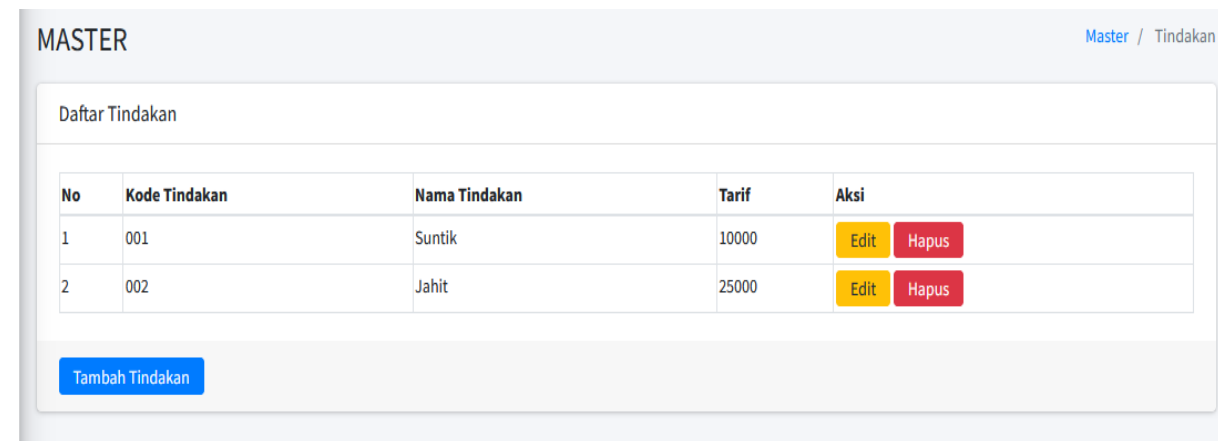 MASTER
Master / Tindakan
Daftar Tindakan
No Kode Tindakan Nama Tindakan Tarif Aksi
1 001 Suntik 10000 Edit Hapus
2 002 Jahit 25000 Edit Hapus
Tambah Tindakan